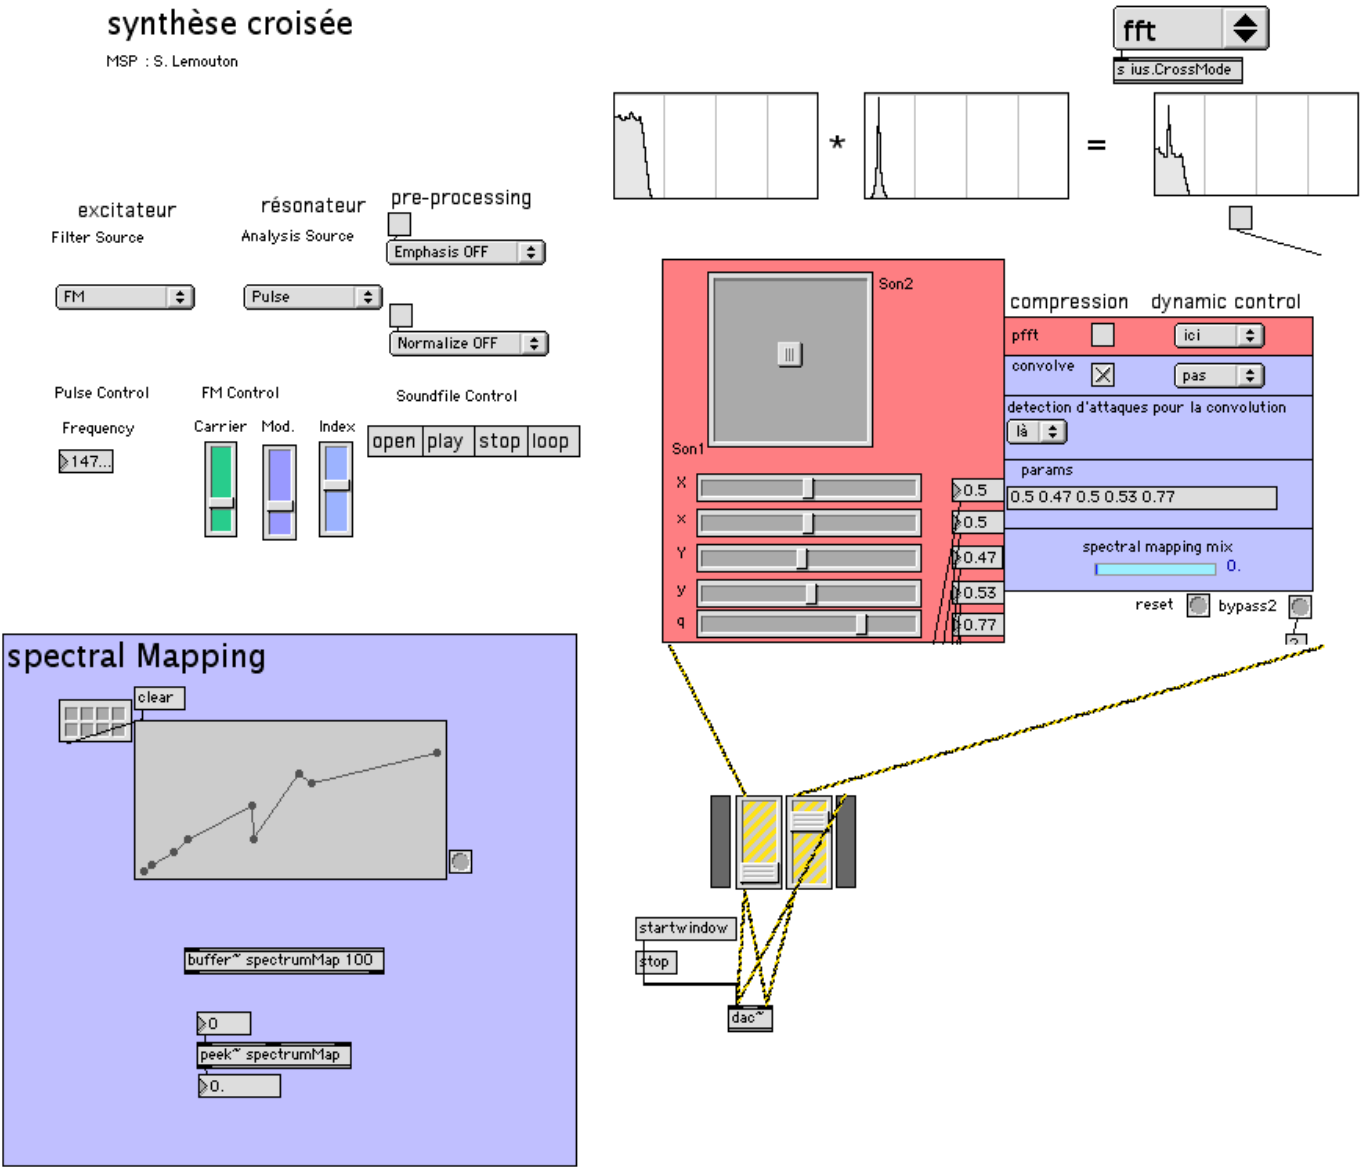 synthèse croisée
MSP : S. Lemouton
fft
s ius.CrossMode
*
=
excitateur
Filter Source
FM
résonateur
Analysis Source
Pulse
pre-processing
Emphasis OFF
Normalize OFF
Pulse Control
Frequency
147...
FM Control
Carrier Mod. Index
Soundfile Control
open play stop loop
Son2
Son1
X 0.5
x 0.5
Y 0.47
y 0.53
q 0.77
compression dynamic control
pfft ici
convolve pas
detection d'attaques pour la convolution
là
params
0.5 0.47 0.5 0.53 0.77
spectral mapping mix
0.
reset bypass2
spectral Mapping
clear
buffer~ spectrumMap 100
0
peek~ spectrumMap
0.
startwindow
stop
dac~